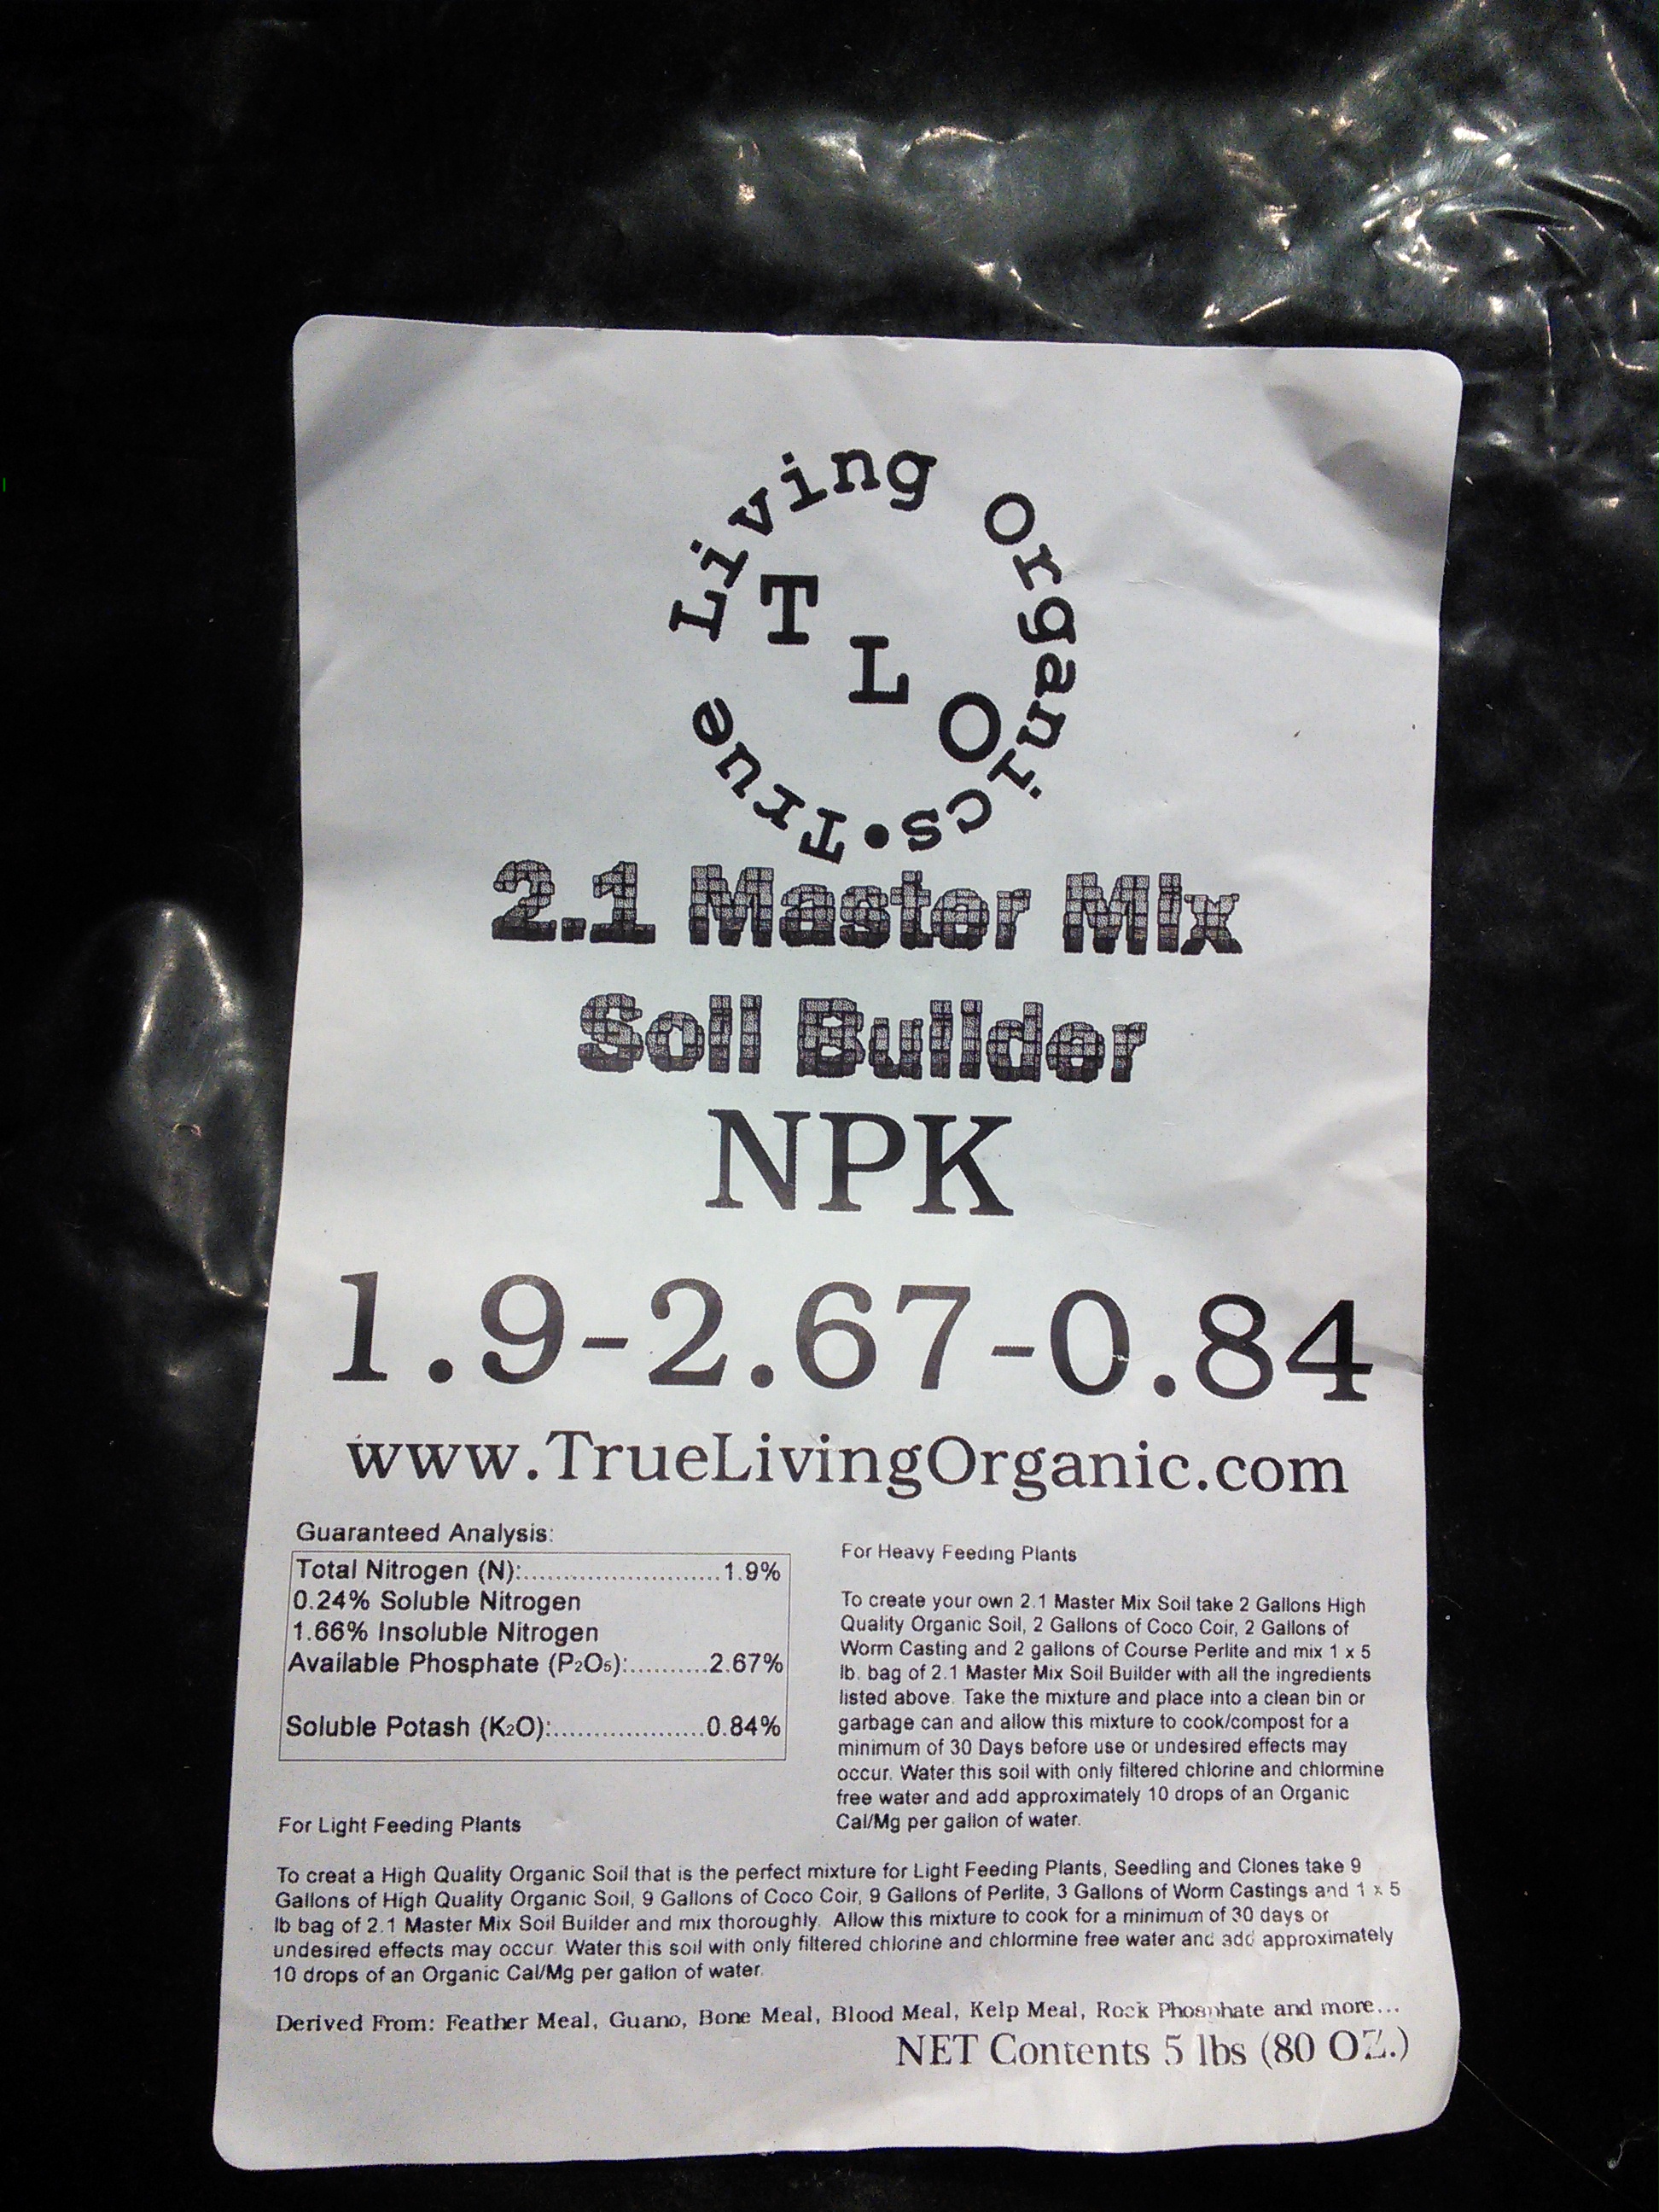 True Living Organics•
T L O
2.1 Master Mix
Soil Builder
NPK
1.9-2.67-0.84
www.TrueLivingOrganic.com
Guaranteed Analysis:
Total Nitrogen (N):..........................1.9%
0.24% Soluble Nitrogen
1.66% Insoluble Nitrogen
Available Phosphate (P2O5):..........2.67%
Soluble Potash (K2O):....................0.84%
For Heavy Feeding Plants
To create your own 2.1 Master Mix Soil take 2 Gallons High
Quality Organic Soil, 2 Gallons of Coco Coir, 2 Gallons of
Worm Casting and 2 gallons of Course Perlite and mix 1 x 5
lb. bag of 2.1 Master Mix Soil Builder with all the ingredients
listed above. Take the mixture and place into a clean bin or
garbage can and allow this mixture to cook/compost for a
minimum of 30 Days before use or undesired effects may
occur. Water this soil with only filtered chlorine and chlormine
free water and add approximately 10 drops of an Organic
Cal/Mg per gallon of water.
For Light Feeding Plants
To creat a High Quality Organic Soil that is the perfect mixture for Light Feeding Plants, Seedling and Clones take 9
Gallons of High Quality Organic Soil, 9 Gallons of Coco Coir, 9 Gallons of Perlite, 3 Gallons of Worm Castings and 1 x 5
lb bag of 2.1 Master Mix Soil Builder and mix thoroughly. Allow this mixture to cook for a minimum of 30 days or
undesired effects may occur. Water this soil with only filtered chlorine and chlormine free water and add approximately
10 drops of an Organic Cal/Mg per gallon of water.
Derived From: Feather Meal, Guano, Bone Meal, Blood Meal, Kelp Meal, Rock Phosphate and more...
NET Contents 5 lbs (80 OZ.)